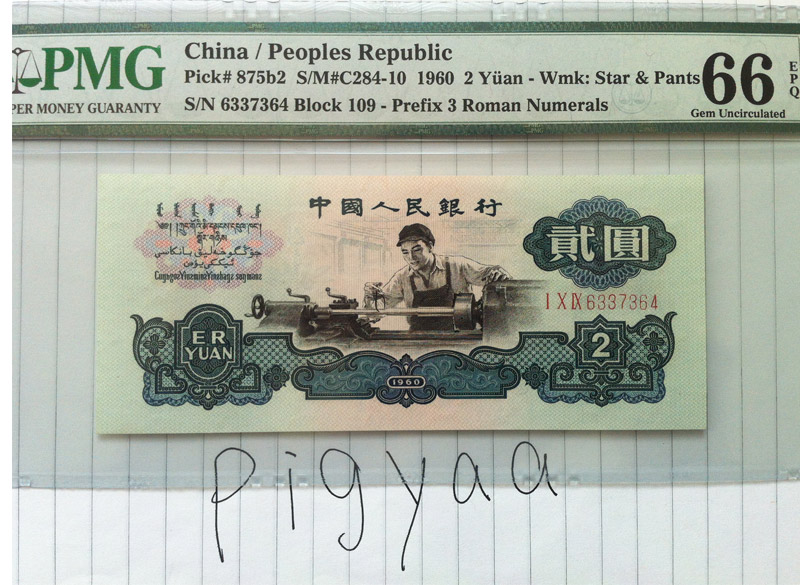 PMG
PER MONEY GUARANTY
China / Peoples Republic
Pick# 875b2 S/M#C284-10 1960 2 Yüan - Wmk: Star & Pants
S/N 6337364 Block 109 - Prefix 3 Roman Numerals
66
EPQ
Gem Uncirculated
中國人民銀行
貳圓
I X IX 6337364
ER
YUAN
2
1960
pigyaa